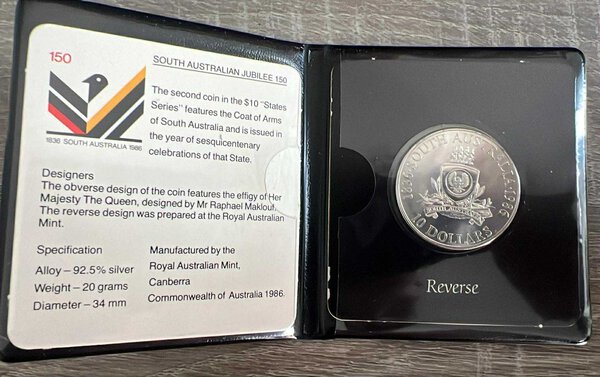 150
1836 SOUTH AUSTRALIA 1986
SOUTH AUSTRALIAN JUBILEE 150
The second coin in the $10 "States
Series" features the Coat of Arms
of South Australia and is issued in
the year of sesquicentenary
celebrations of that State.
Designers
The obverse design of the coin features the effigy of Her
Majesty The Queen, designed by Mr Raphael Maklouf.
The reverse design was prepared at the Royal Australian
Mint.
Specification
Alloy – 92.5% silver
Weight – 20 grams
Diameter – 34 mm
Manufactured by the
Royal Australian Mint,
Canberra
Commonwealth of Australia 1986.
1836·SOUTH AUSTRALIA·1986
SOUTH AUSTRALIA
10 DOLLARS
Reverse